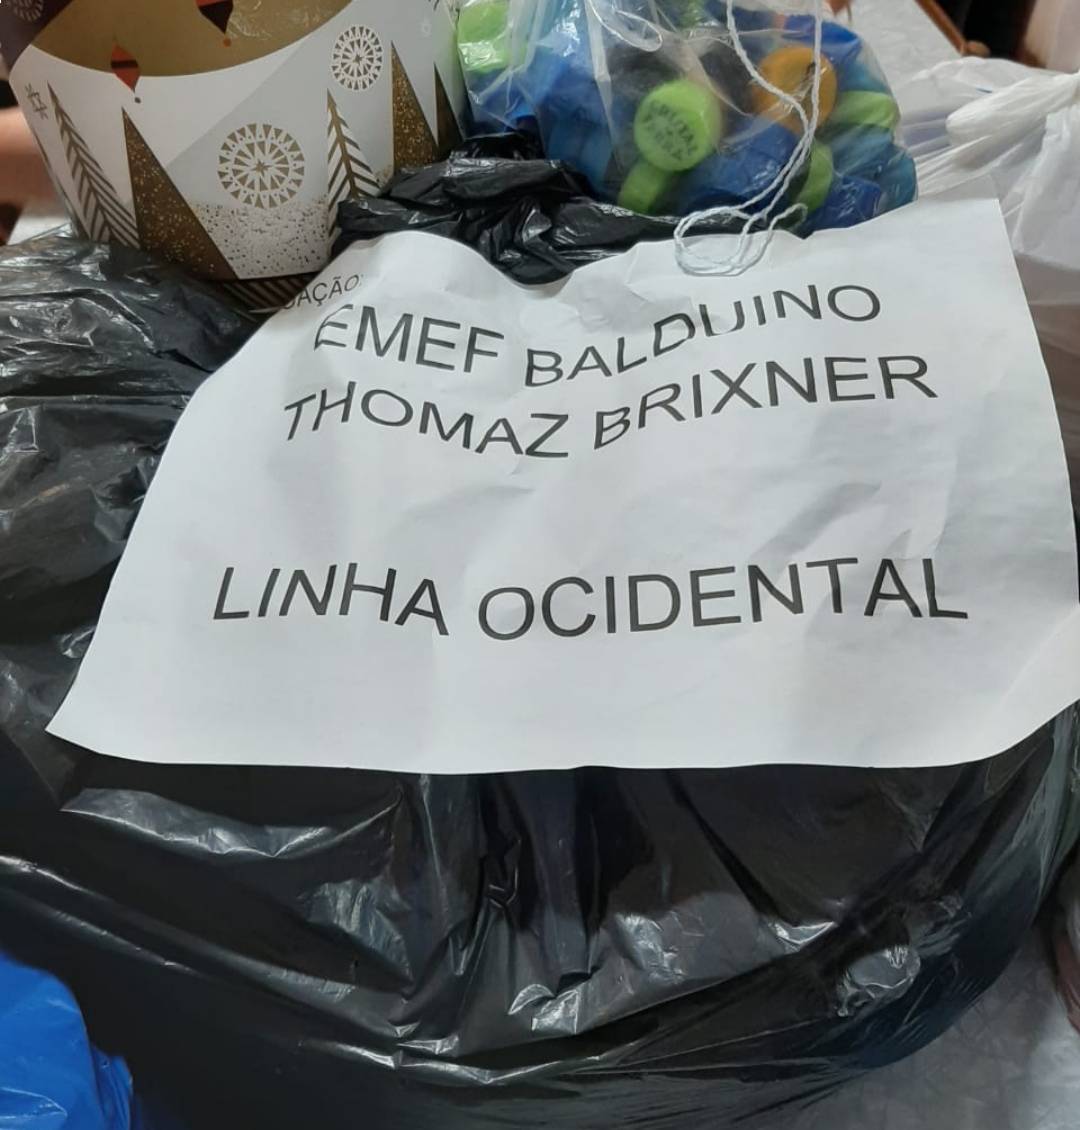 EMEF BALDUINO
THOMAZ BRIXNER
LINHA OCIDENTAL